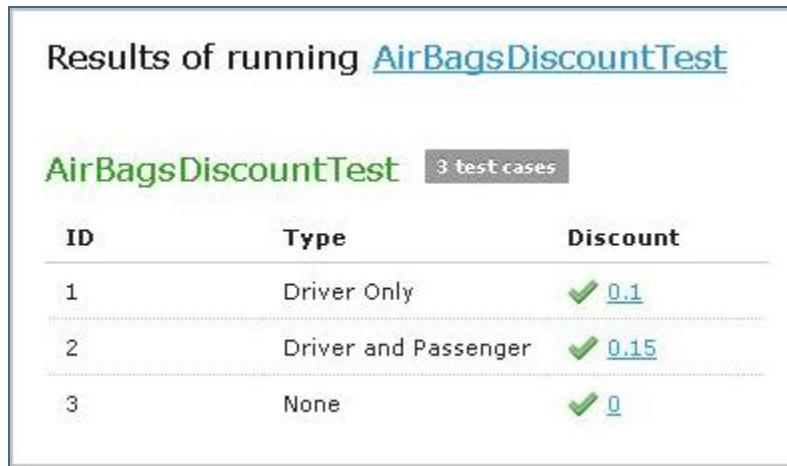 Results of running AirBagsDiscountTest
AirBagsDiscountTest 3 test cases
ID Type Discount
1 Driver Only 0.1
2 Driver and Passenger 0.15
3 None 0